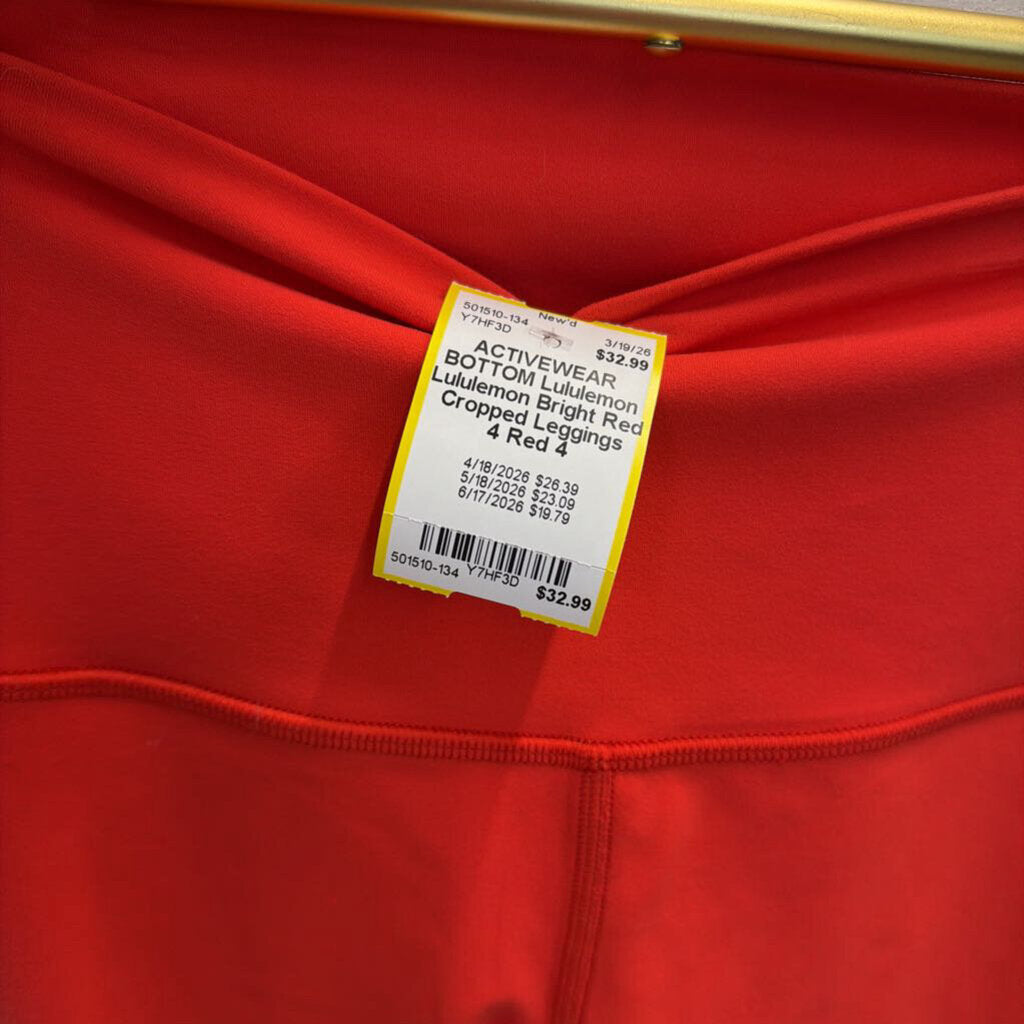 501510-134 New'd 3/19/26
Y7HF3D $32.99
ACTIVEWEAR
BOTTOM Lululemon
Lululemon Bright Red
Cropped Leggings
4 Red 4
4/18/2026 $26.39
5/18/2026 $23.09
6/17/2026 $19.79
501510-134 Y7HF3D $32.99